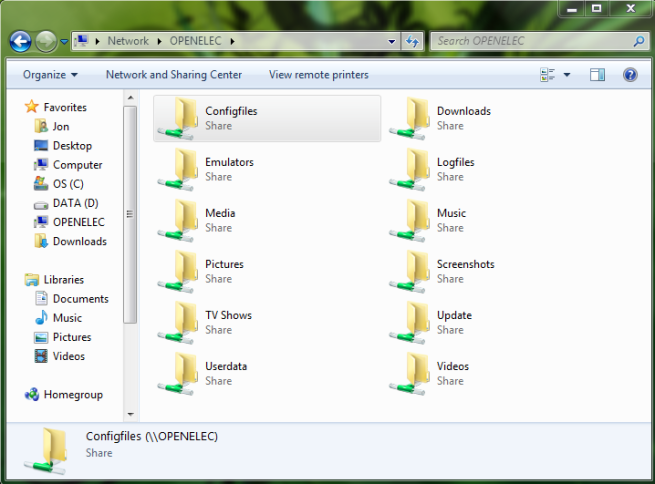 Network OPENELEC
Search OPENELEC
Organize Network and Sharing Center View remote printers
Favorites
Jon
Desktop
Computer
OS (C)
DATA (D)
OPENELEC
Downloads
Libraries
Documents
Music
Pictures
Videos
Homegroup
Configfiles
Share
Downloads
Share
Emulators
Share
Logfiles
Share
Media
Share
Music
Share
Pictures
Share
Screenshots
Share
TV Shows
Share
Update
Share
Userdata
Share
Videos
Share
Configfiles (\\OPENELEC)
Share